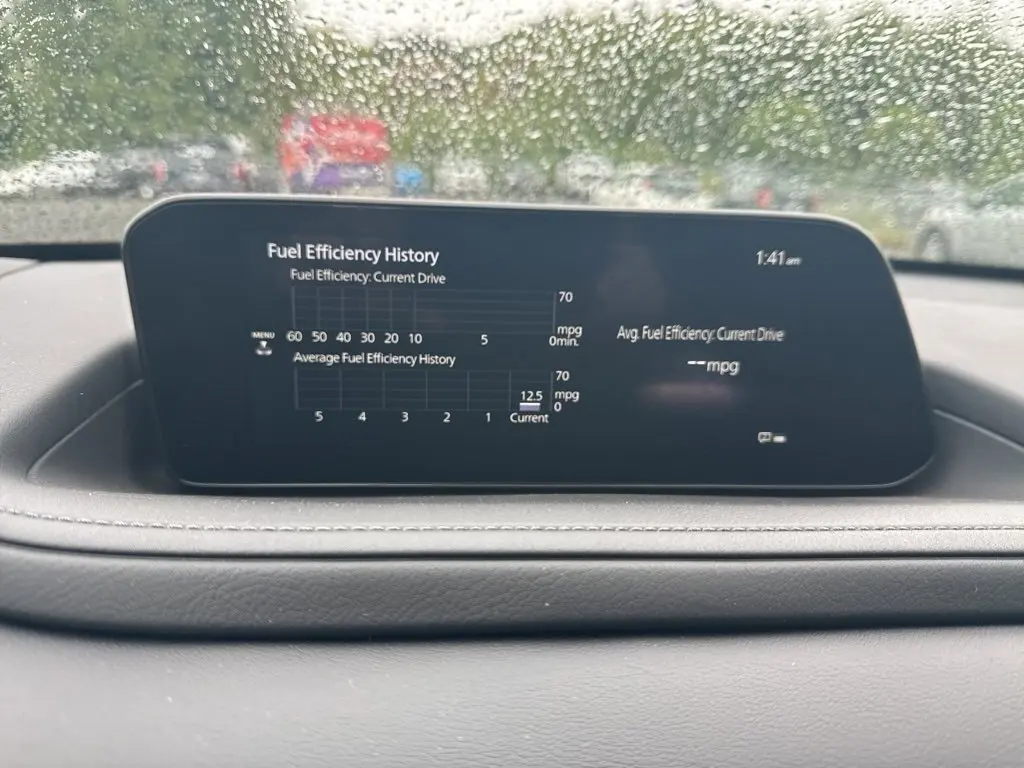 Fuel Efficiency History
1:41am
Fuel Efficiency: Current Drive
70
mpg
60 50 40 30 20 10 5 0min.
MENU
Average Fuel Efficiency History
70
12.5 mpg
0
5 4 3 2 1 Current
Avg. Fuel Efficiency: Current Drive
--mpg